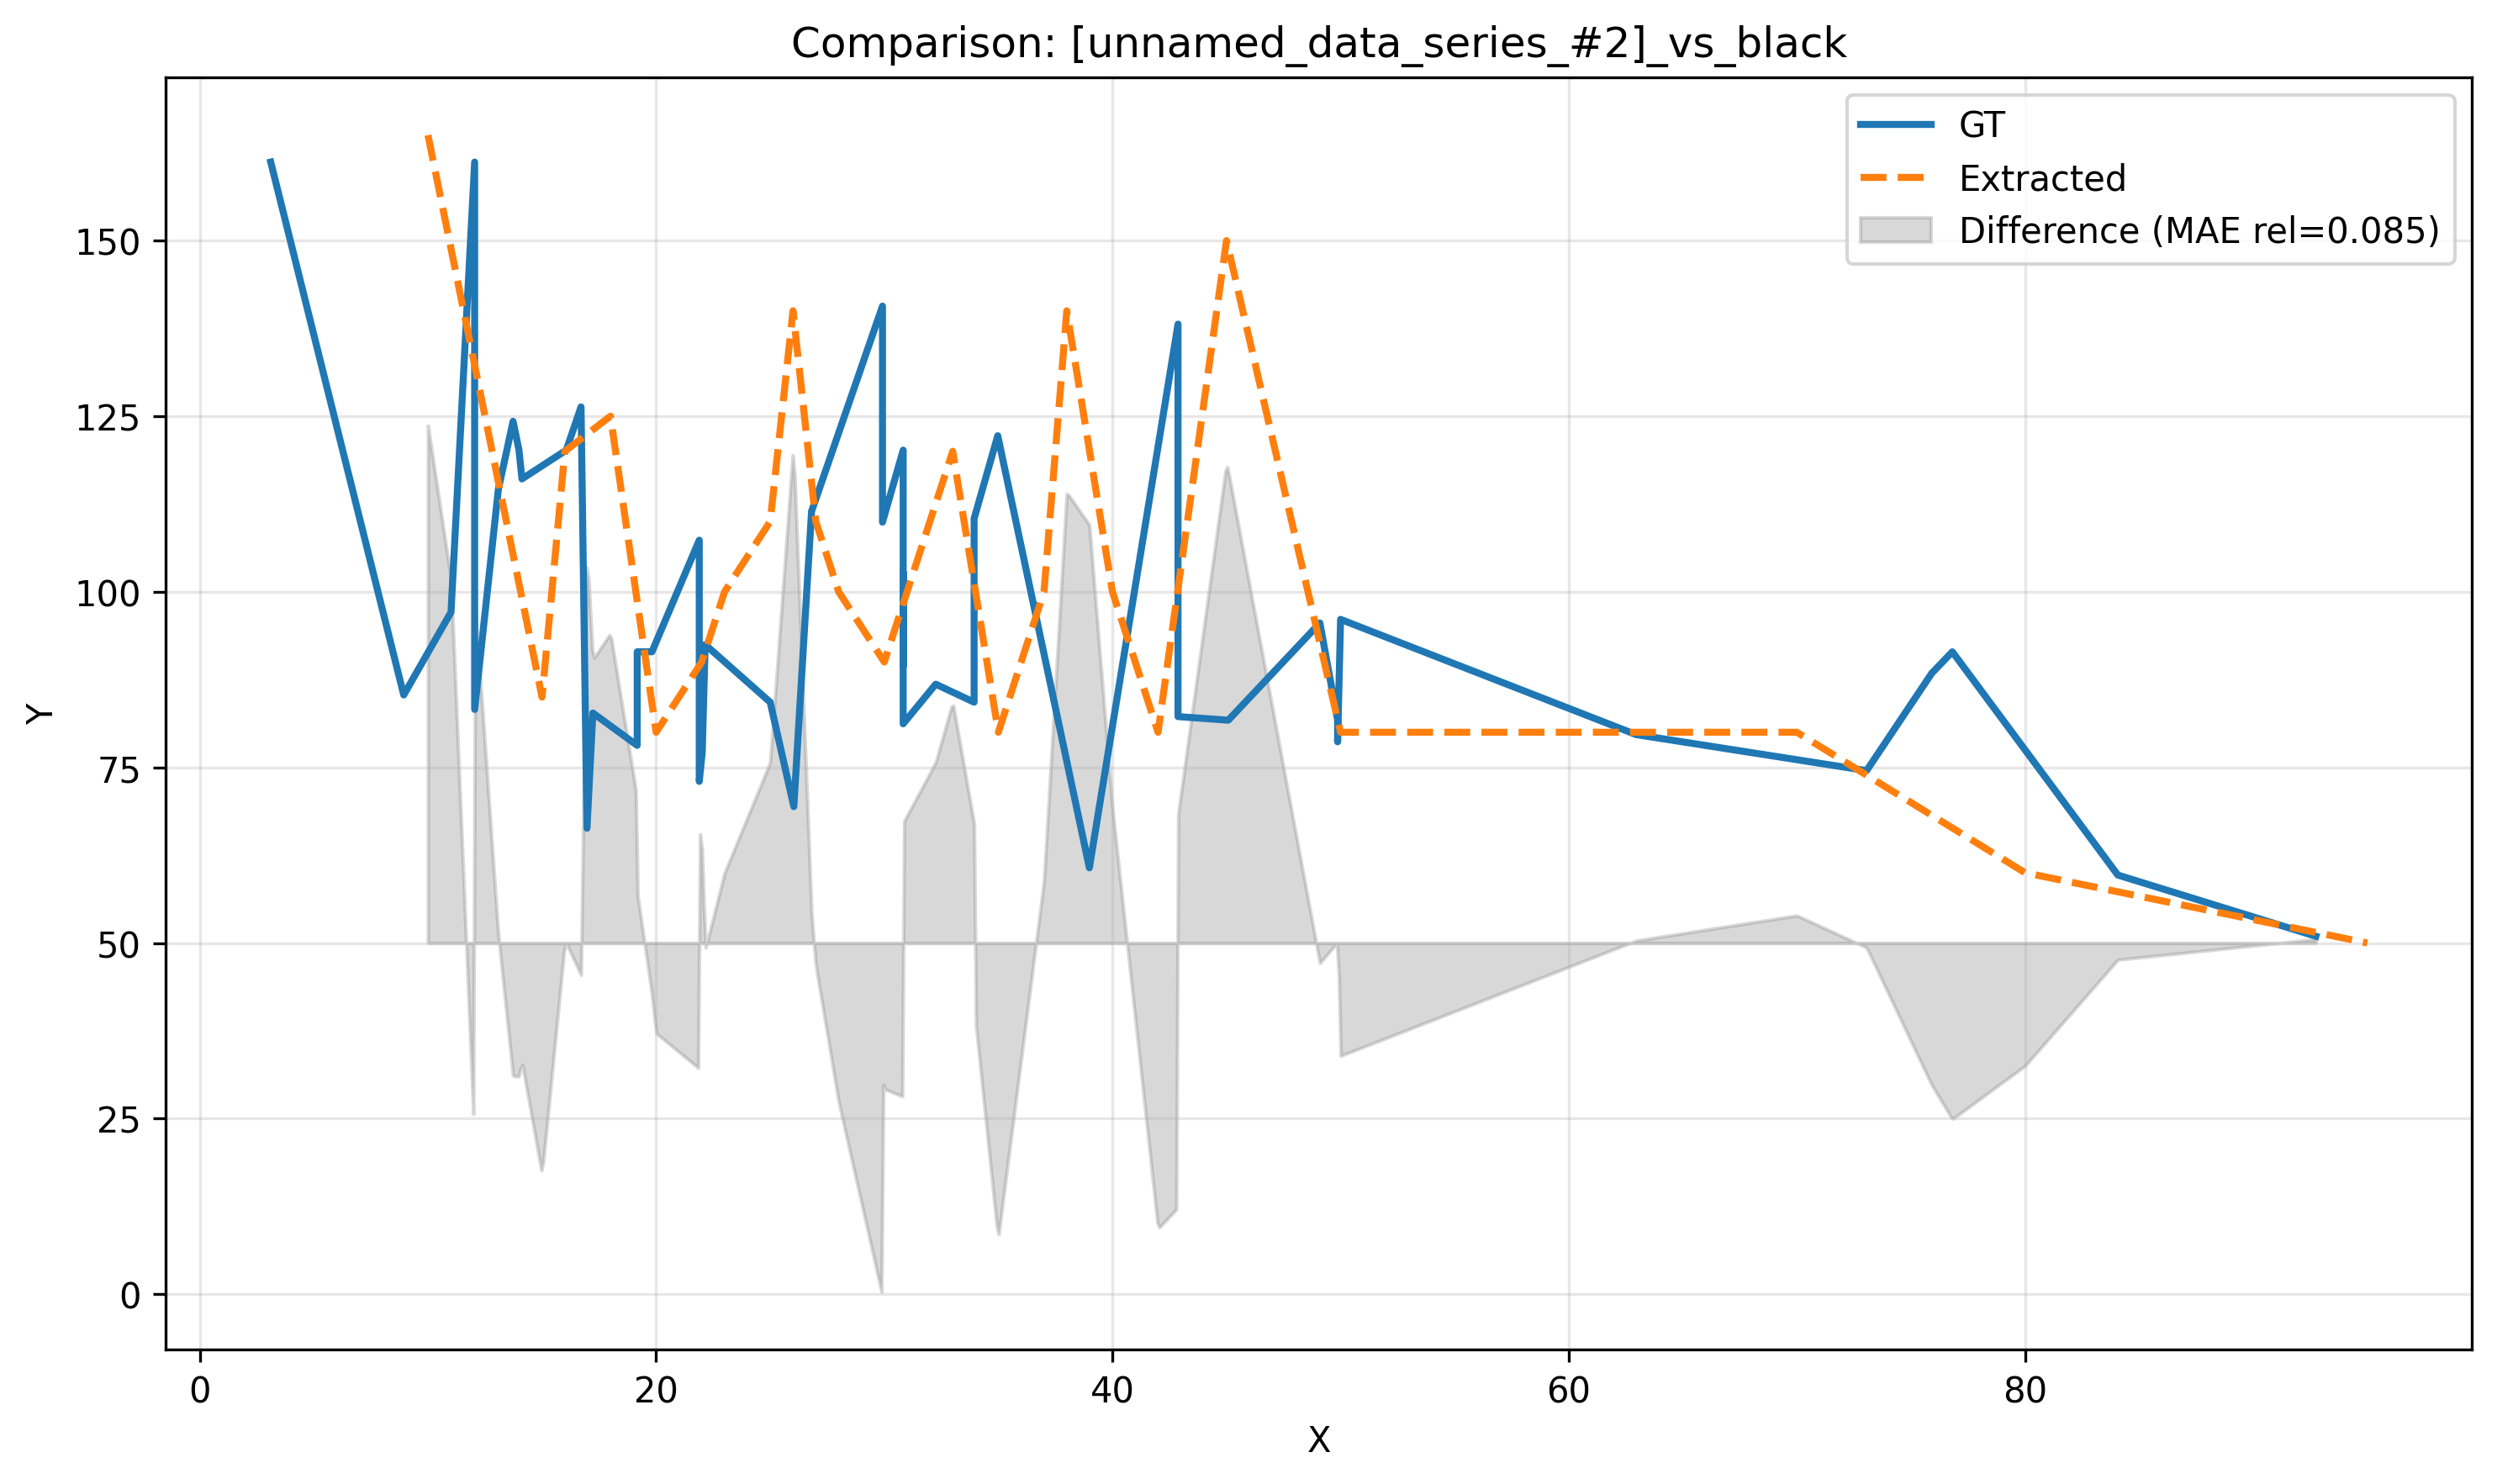 Comparison: [unnamed_data_series_#2]_vs_black
GT
Extracted
Difference (MAE rel=0.085)
150
125
100
75
50
25
0
Y
0 20 40 60 80
X